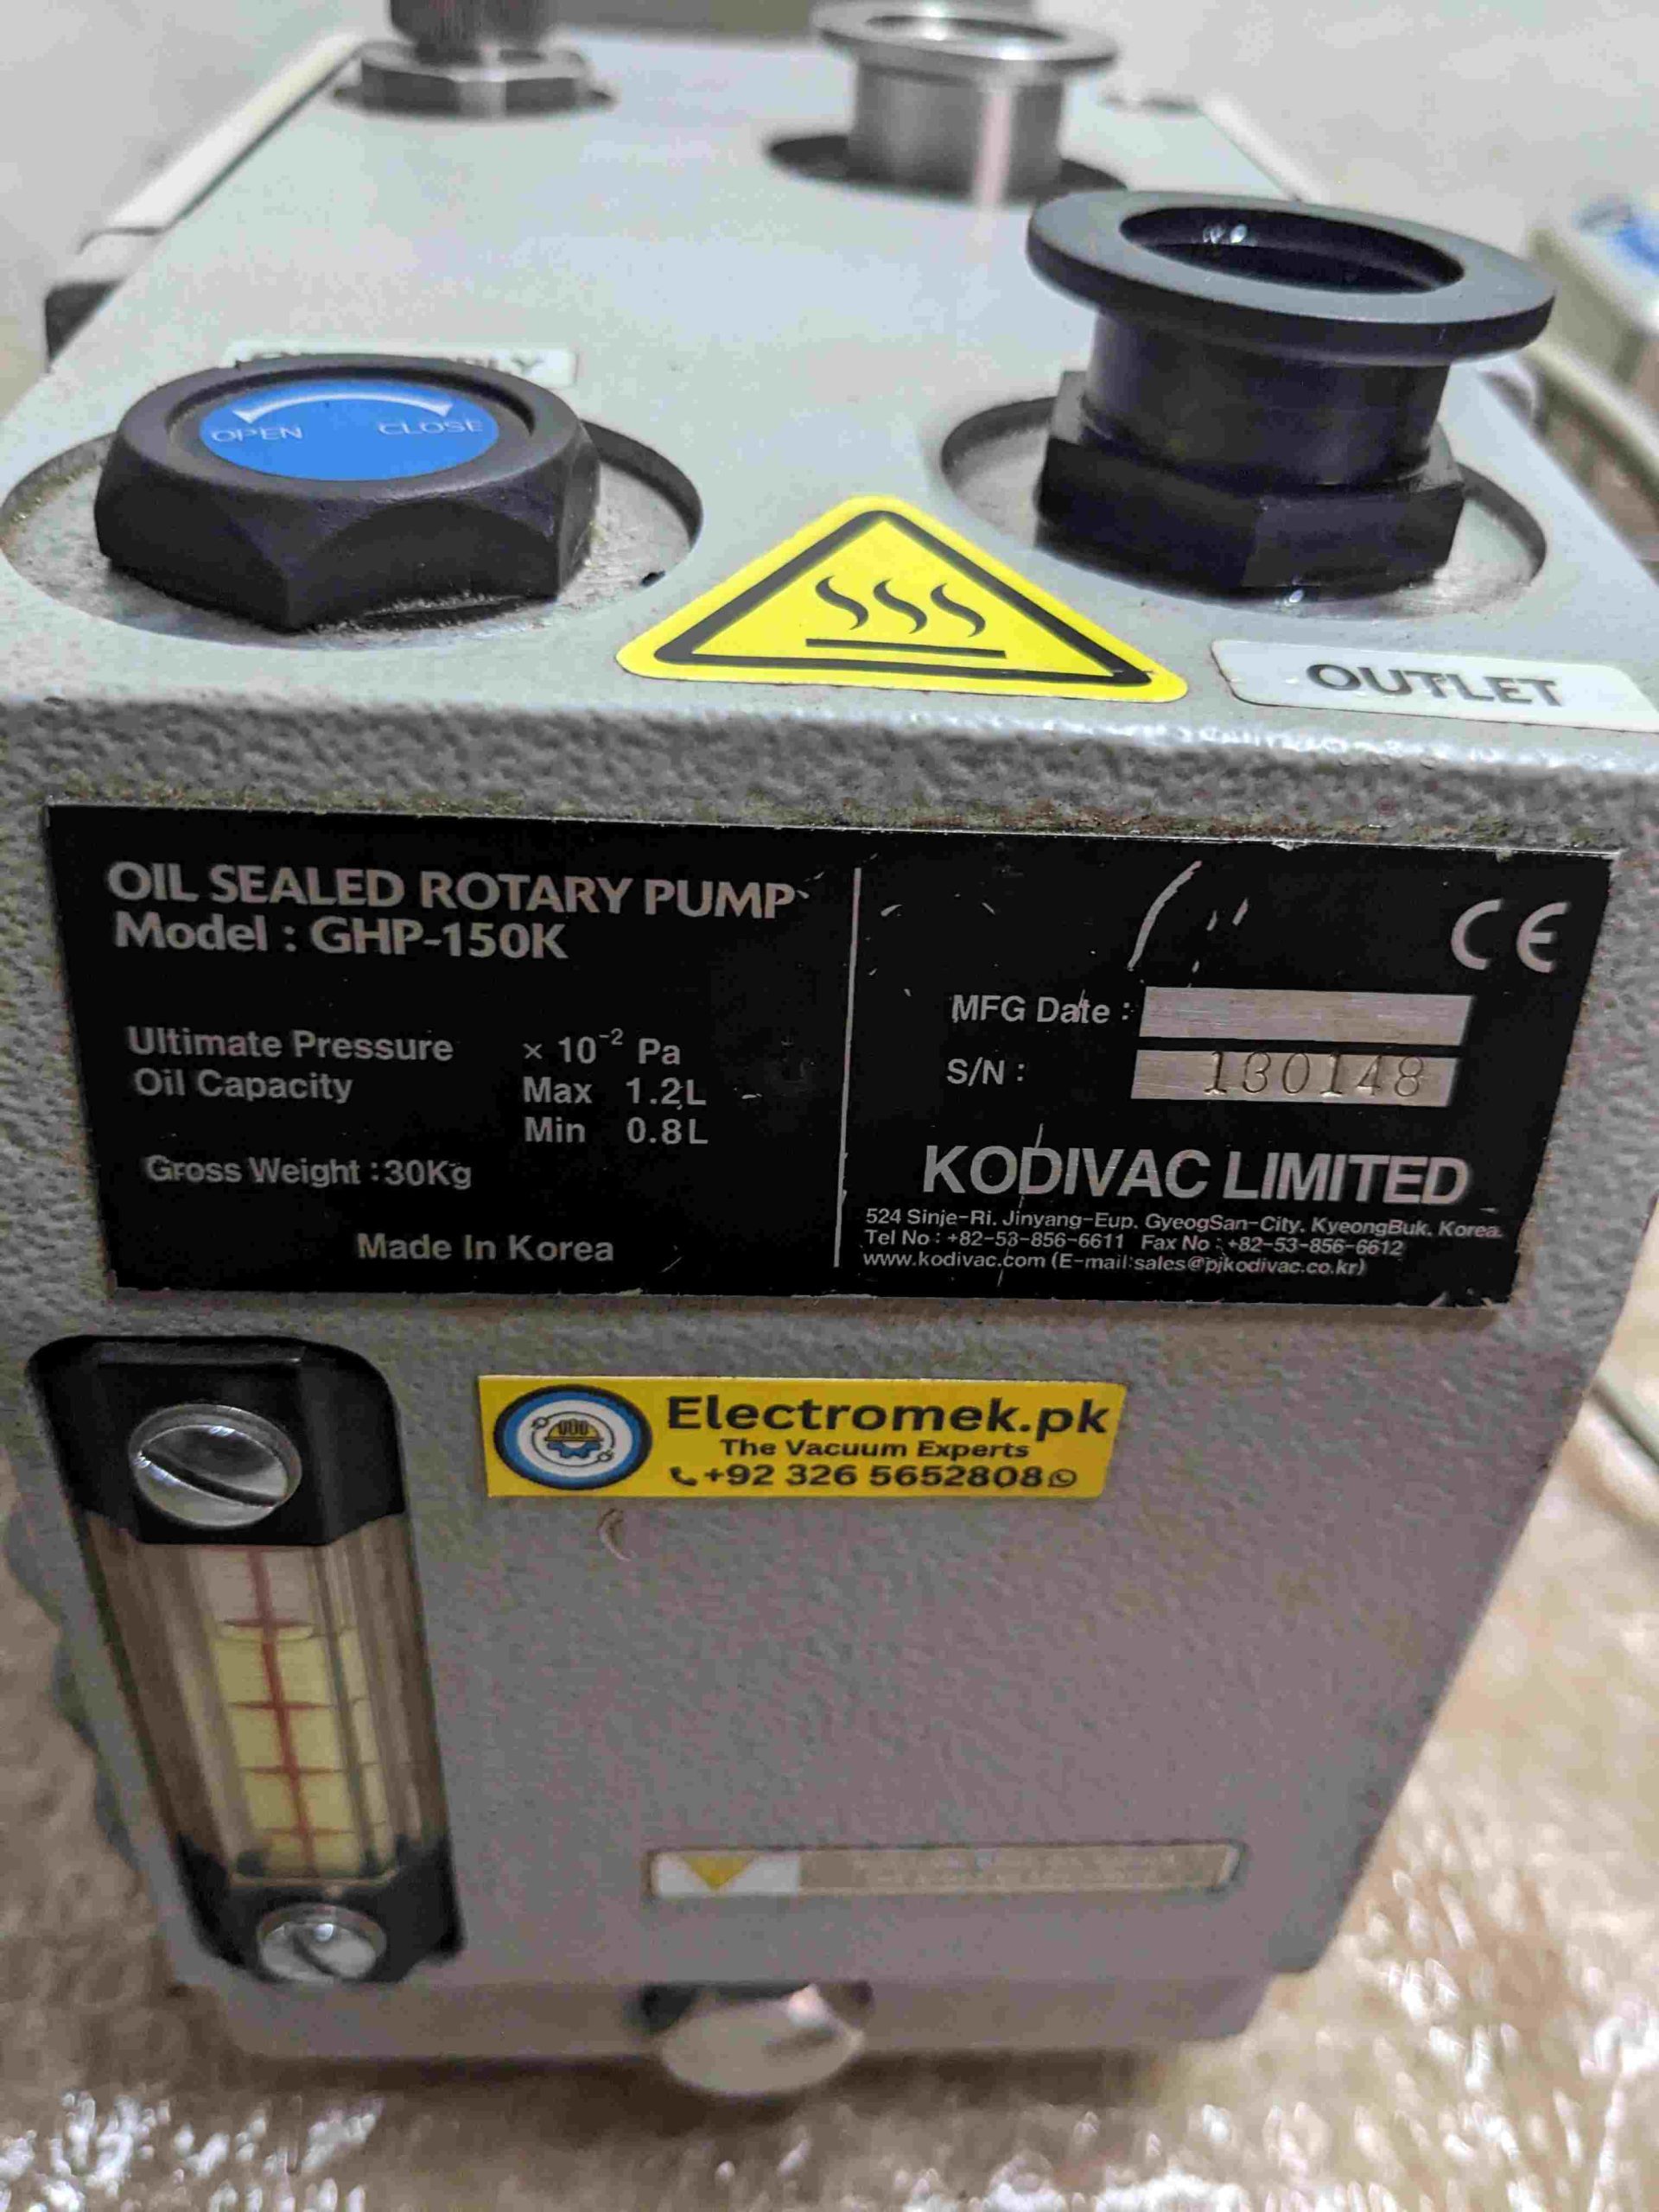 OPEN CLOSE
OUTLET
OIL SEALED ROTARY PUMP
Model : GHP-150K
Ultimate Pressure × 10⁻² Pa
Oil Capacity Max 1.2L
Min 0.8L
Gross Weight : 30Kg
Made In Korea
CE
MFG Date :
S/N : 130148
KODIVAC LIMITED
524 Sinje-Ri. Jinyang-Eup. GyeogSan-City. KyeongBuk. Korea.
Tel No : +82-53-856-6611 Fax No : +82-53-856-6612
www.kodivac.com (E-mail:sales@pjkodivac.co.kr)
Electromek.pk
The Vacuum Experts
+92 326 5652808